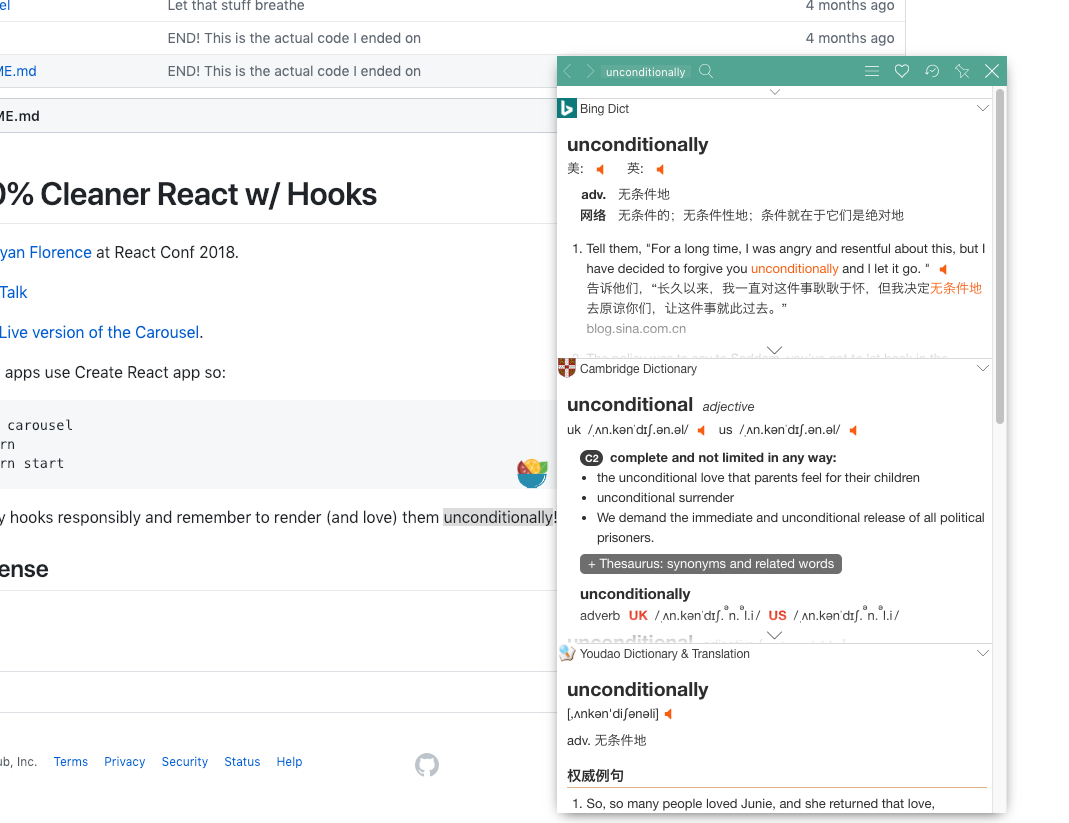 el
Let that stuff breathe
4 months ago
END! This is the actual code I ended on
4 months ago
ME.md
END! This is the actual code I ended on
ME.md
0% Cleaner React w/ Hooks
yan Florence at React Conf 2018.
Talk
Live version of the Carousel.
apps use Create React app so:
carousel
rn
rn start
y hooks responsibly and remember to render (and love) them unconditionally!
ense
ub, Inc.
Terms
Privacy
Security
Status
Help
unconditionally
Bing Dict
unconditionally
美:
英:
adv. 无条件地
网络 无条件的；无条件性地；条件就在于它们是绝对地
1. Tell them, "For a long time, I was angry and resentful about this, but I
have decided to forgive you unconditionally and I let it go. "
告诉他们，“长久以来，我一直对这件事耿耿于怀，但我决定无条件地
去原谅你们，让这件事就此过去。”
blog.sina.com.cn
Cambridge Dictionary
unconditional adjective
uk /ˌʌn.kənˈdɪʃ.ən.əl/ us /ˌʌn.kənˈdɪʃ.ən.əl/
C2 complete and not limited in any way:
• the unconditional love that parents feel for their children
• unconditional surrender
• We demand the immediate and unconditional release of all political
prisoners.
+ Thesaurus: synonyms and related words
unconditionally
adverb UK /ˌʌn.kənˈdɪʃ.ᵊn.ᵊl.i/ US /ˌʌn.kənˈdɪʃ.ᵊn.ᵊl.i/
Youdao Dictionary & Translation
unconditionally
[,ʌnkən'diʃənəli]
adv. 无条件地
权威例句
1. So, so many people loved Junie, and she returned that love,